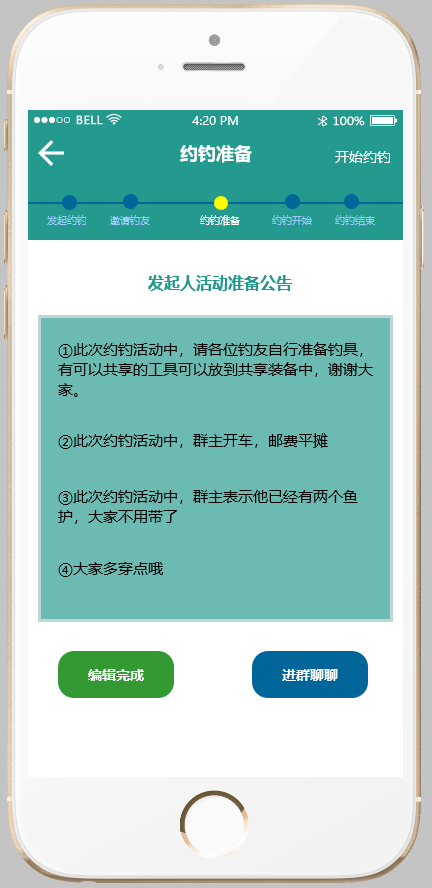 BELL 4:20 PM 100%
约钓准备 开始约钓
发起约钓 邀请钓友 约钓准备 约钓开始 约钓结束
发起人活动准备公告
①此次约钓活动中，请各位钓友自行准备钓具，
有可以共享的工具可以放到共享装备中，谢谢大
家。
②此次约钓活动中，群主开车，邮费平摊
③此次约钓活动中，群主表示他已经有两个鱼
护，大家不用带了
④大家多穿点哦
编辑完成 进群聊聊